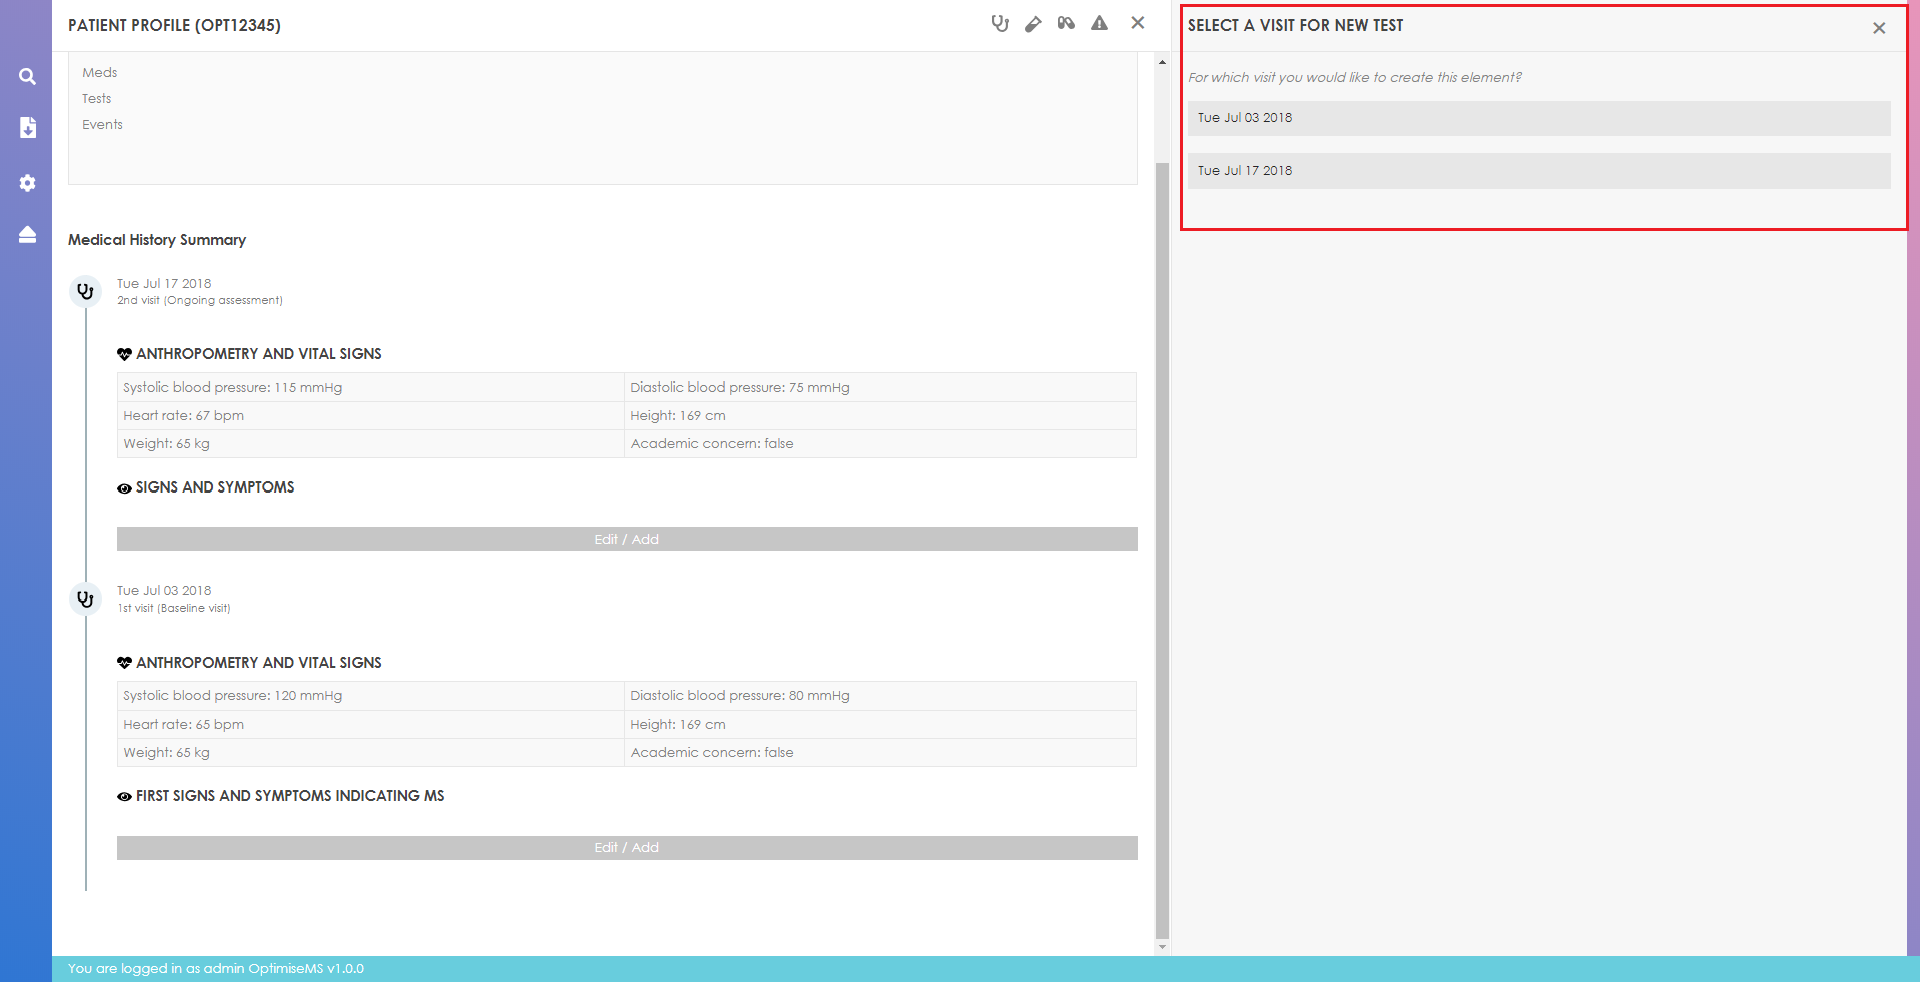 PATIENT PROFILE (OPT12345)
Meds
Tests
Events
Medical History Summary
Tue Jul 17 2018
2nd visit (Ongoing assessment)
ANTHROPOMETRY AND VITAL SIGNS
Systolic blood pressure: 115 mmHg
Diastolic blood pressure: 75 mmHg
Heart rate: 67 bpm
Height: 169 cm
Weight: 65 kg
Academic concern: false
SIGNS AND SYMPTOMS
Edit / Add
Tue Jul 03 2018
1st visit (Baseline visit)
ANTHROPOMETRY AND VITAL SIGNS
Systolic blood pressure: 120 mmHg
Diastolic blood pressure: 80 mmHg
Heart rate: 65 bpm
Height: 169 cm
Weight: 65 kg
Academic concern: false
FIRST SIGNS AND SYMPTOMS INDICATING MS
Edit / Add
SELECT A VISIT FOR NEW TEST
For which visit you would like to create this element?
Tue Jul 03 2018
Tue Jul 17 2018
You are logged in as admin OptimiseMS v1.0.0